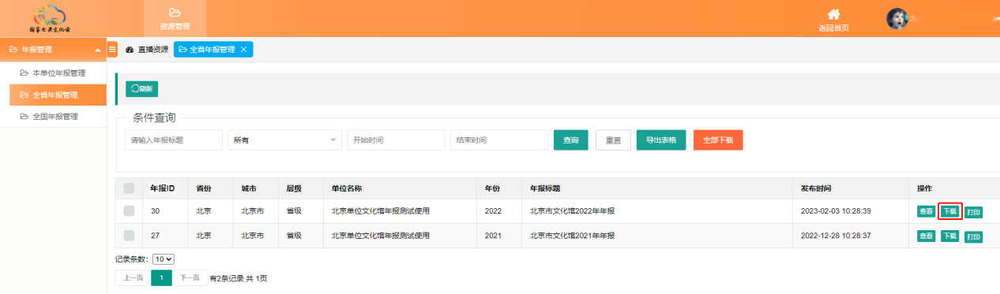 国家公共文化云
资源管理
返回首页
年报管理
直播资源 全省年报管理
本单位年报管理
全省年报管理
全国年报管理
刷新
条件查询
请输入年报标题 所有 开始时间 结束时间 查询 重置 导出表格 全部下载
年报ID 省份 城市 层级 单位名称 年份 年报标题 发布时间 操作
30 北京 北京市 省级 北京单位文化馆年报测试使用 2022 北京市文化馆2022年年报 2023-02-03 10:28:39 查看 下载 打印
27 北京 北京市 省级 北京单位文化馆年报测试使用 2021 北京市文化馆2021年年报 2022-12-28 10:28:37 查看 下载 打印
记录条数: 10
上一页 1 下一页 有2条记录 共 1页